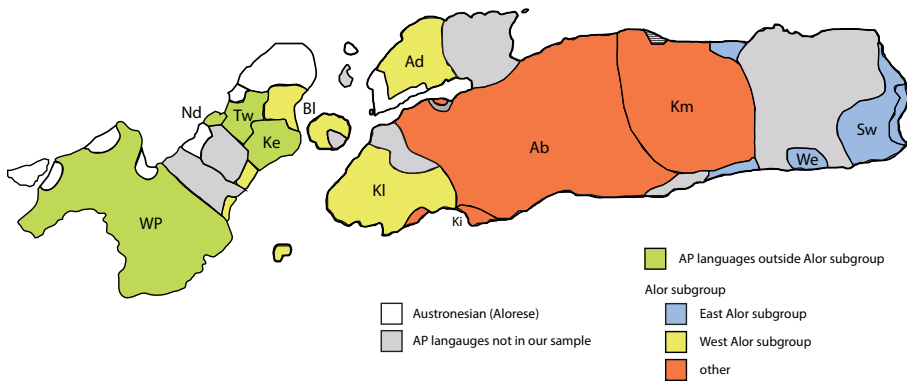 Ad
Nd
Tw
Bl
Km
Ke
Ab
Sw
We
Kl
WP
Ki
AP languages outside Alor subgroup
Alor subgroup
Austronesian (Alorese)
East Alor subgroup
AP langauges not in our sample
West Alor subgroup
other